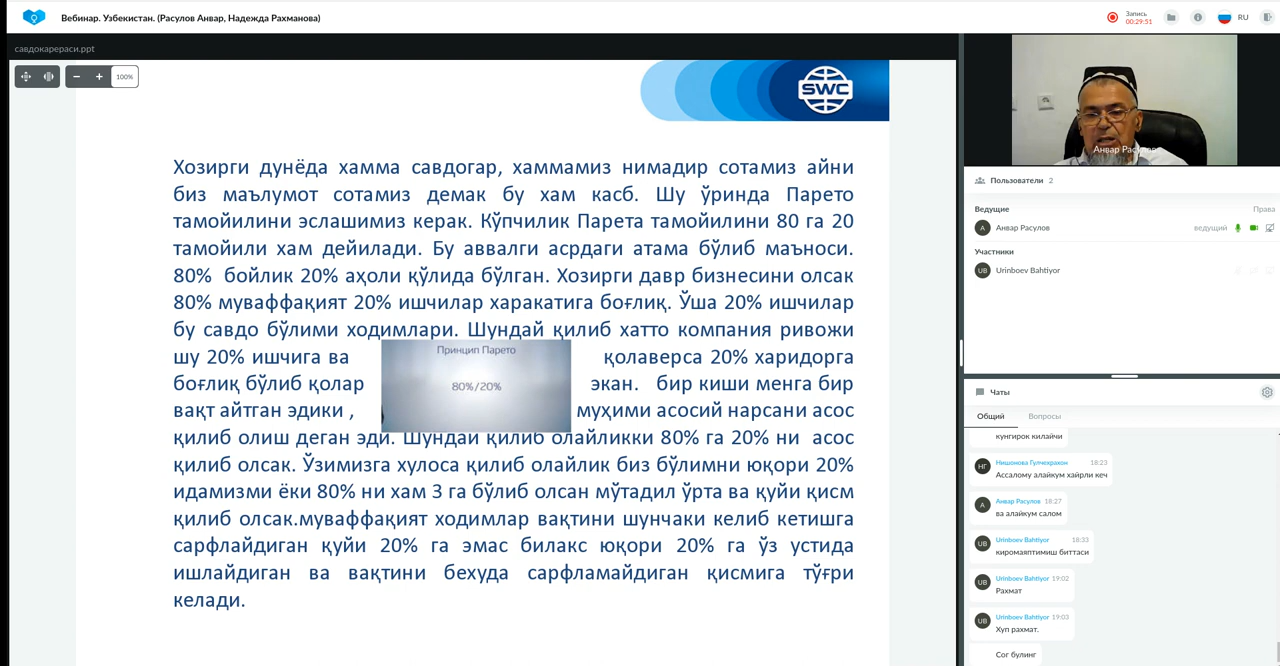 Вебинар. Узбекистан. (Расулов Анвар, Надежда Рахманова)
Запись
00:29:51
RU
савдокарераси.ppt
100%
SWC
Хозирги дунёда хамма савдогар, хаммамиз нимадир сотамиз айни
биз маълумот сотамиз демак бу хам касб. Шу ўринда Парето
тамойилини эслашимиз керак. Кўпчилик Парета тамойилини 80 га 20
тамойили хам дейилади. Бу аввалги асрдаги атама бўлиб маъноси.
80% бойлик 20% аҳоли қўлида бўлган. Хозирги давр бизнесини олсак
80% муваффақият 20% ишчилар харакатига боғлиқ. Ўша 20% ишчилар
бу савдо бўлими ходимлари. Шундай қилиб хатто компания ривожи
шу 20% ишчига ва қолаверса 20% харидорга
боғлиқ бўлиб қолар экан. бир киши менга бир
вақт айтган эдики , муҳими асосий нарсани асос
қилиб олиш деган эди. Шундай қилиб олайликки 80% га 20% ни асос
қилиб олсак. Ўзимизга хулоса қилиб олайлик биз бўлимни юқори 20%
идамизми ёки 80% ни хам 3 га бўлиб олсан мўтадил ўрта ва қуйи қисм
қилиб олсак.муваффақият ходимлар вақтини шунчаки келиб кетишга
сарфлайдиган қуйи 20% га эмас билакс юқори 20% га ўз устида
ишлайдиган ва вақтини бехуда сарфламайдиган қисмига тўғри
келади.
Принцип Парето
80%/20%
Анвар Расулов
Пользователи 2
Ведущие Права
А Анвар Расулов ведущий
Участники
UB Urinboev Bahtiyor
Чаты
Общий Вопросы
кунгирок килайчи
НГ Нишонова Гулчехрахон 18:23
Ассалому алайкум хайрли кеч
А Анвар Расулов 18:27
ва алайкум салом
UB Urinboev Bahtiyor 18:33
киромаяптимиш биттаси
UB Urinboev Bahtiyor 19:02
Рахмат
UB Urinboev Bahtiyor 19:03
Хуп рахмат.
Сог булинг